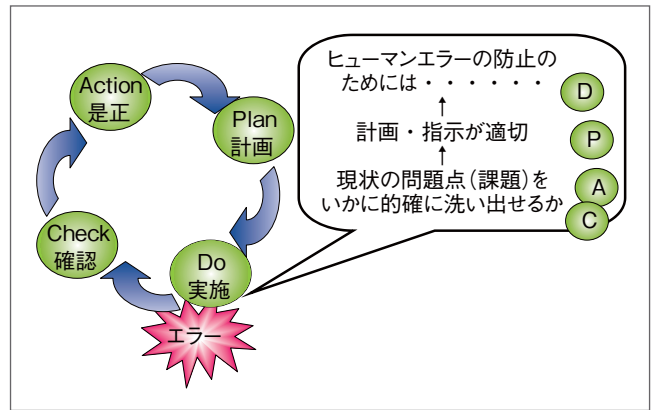 Action
是正
Plan
計画
Do
実施
エラー
Check
確認
ヒューマンエラーの防止の
ためには・・・・・・
D
↑
計画・指示が適切
P
↑
現状の問題点(課題)を
いかに的確に洗い出せるか
A
C